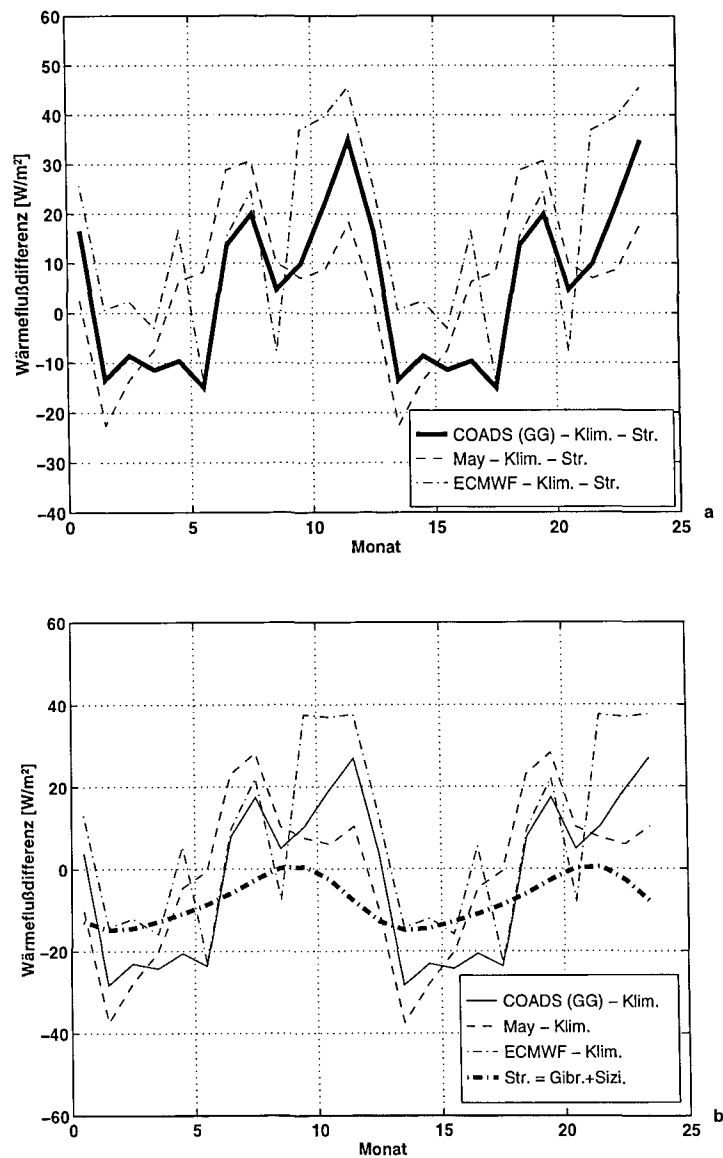 60
50
40
30
20
10
0
−10
−20
−30
−40
Wärmeflußdifferenz [W/m²]
COADS (GG) − Klim. − Str.
May − Klim. − Str.
ECMWF − Klim. − Str.
0 5 10 15 20 25
Monat
a
60
40
20
0
−20
−40
−60
Wärmeflußdifferenz [W/m²]
COADS (GG) − Klim.
May − Klim.
ECMWF − Klim.
Str. = Gibr.+Sizi.
0 5 10 15 20 25
Monat
b